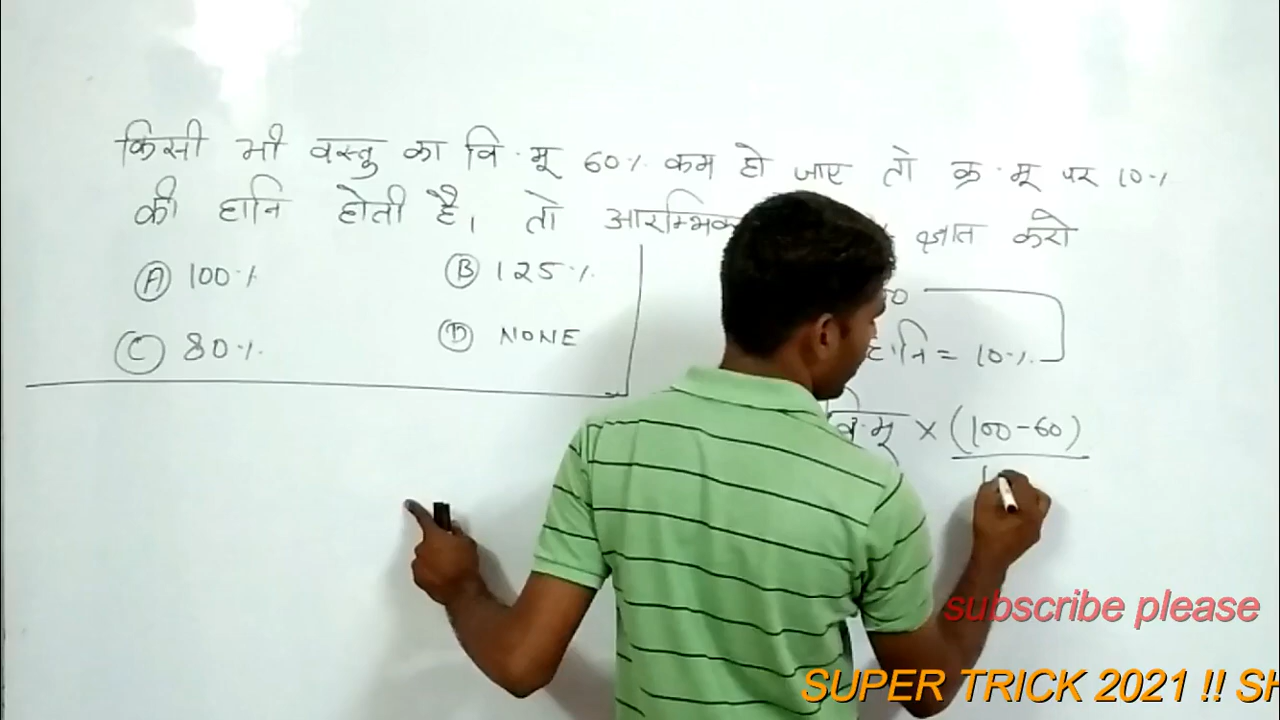 किसी भी वस्तु का वि॰मू 60% कम हो जाए तो क्र॰मू पर 10%
की हानि होती है। तो आरम्भिक ज्ञात करो
(A) 100% (B) 125%
(C) 80% (D) NONE
हानि = 10%
वि॰मू × (100-60)
subscribe please
SUPER TRICK 2021 !! SH